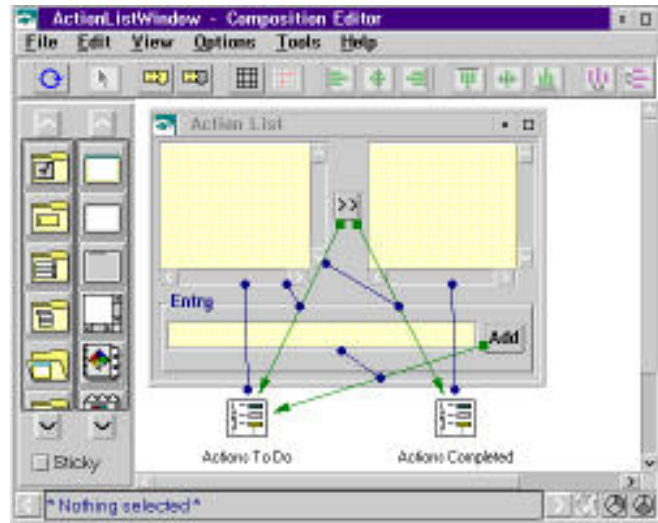 ActionListWindow - Composition Editor
File Edit View Options Tools Help
Action List
>>
Entry
Add
Actions To Do
Actions Completed
Sticky
* Nothing selected *